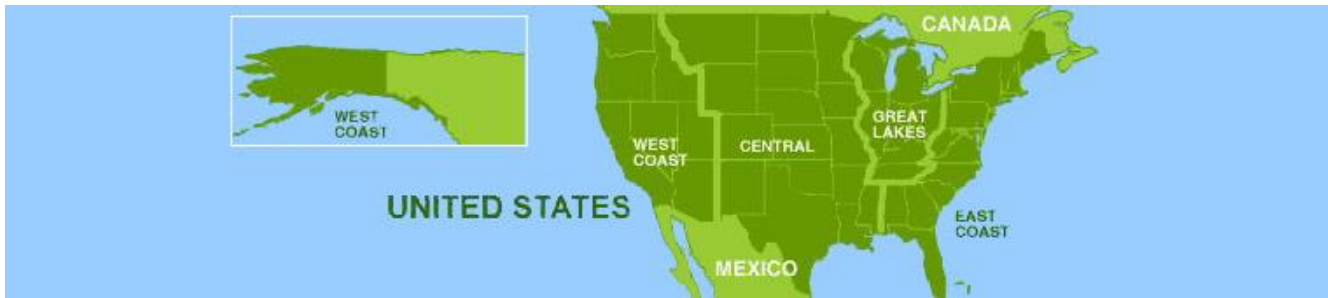 CANADA
WEST
COAST
GREAT
LAKES
WEST
COAST
CENTRAL
UNITED STATES
EAST
COAST
MEXICO